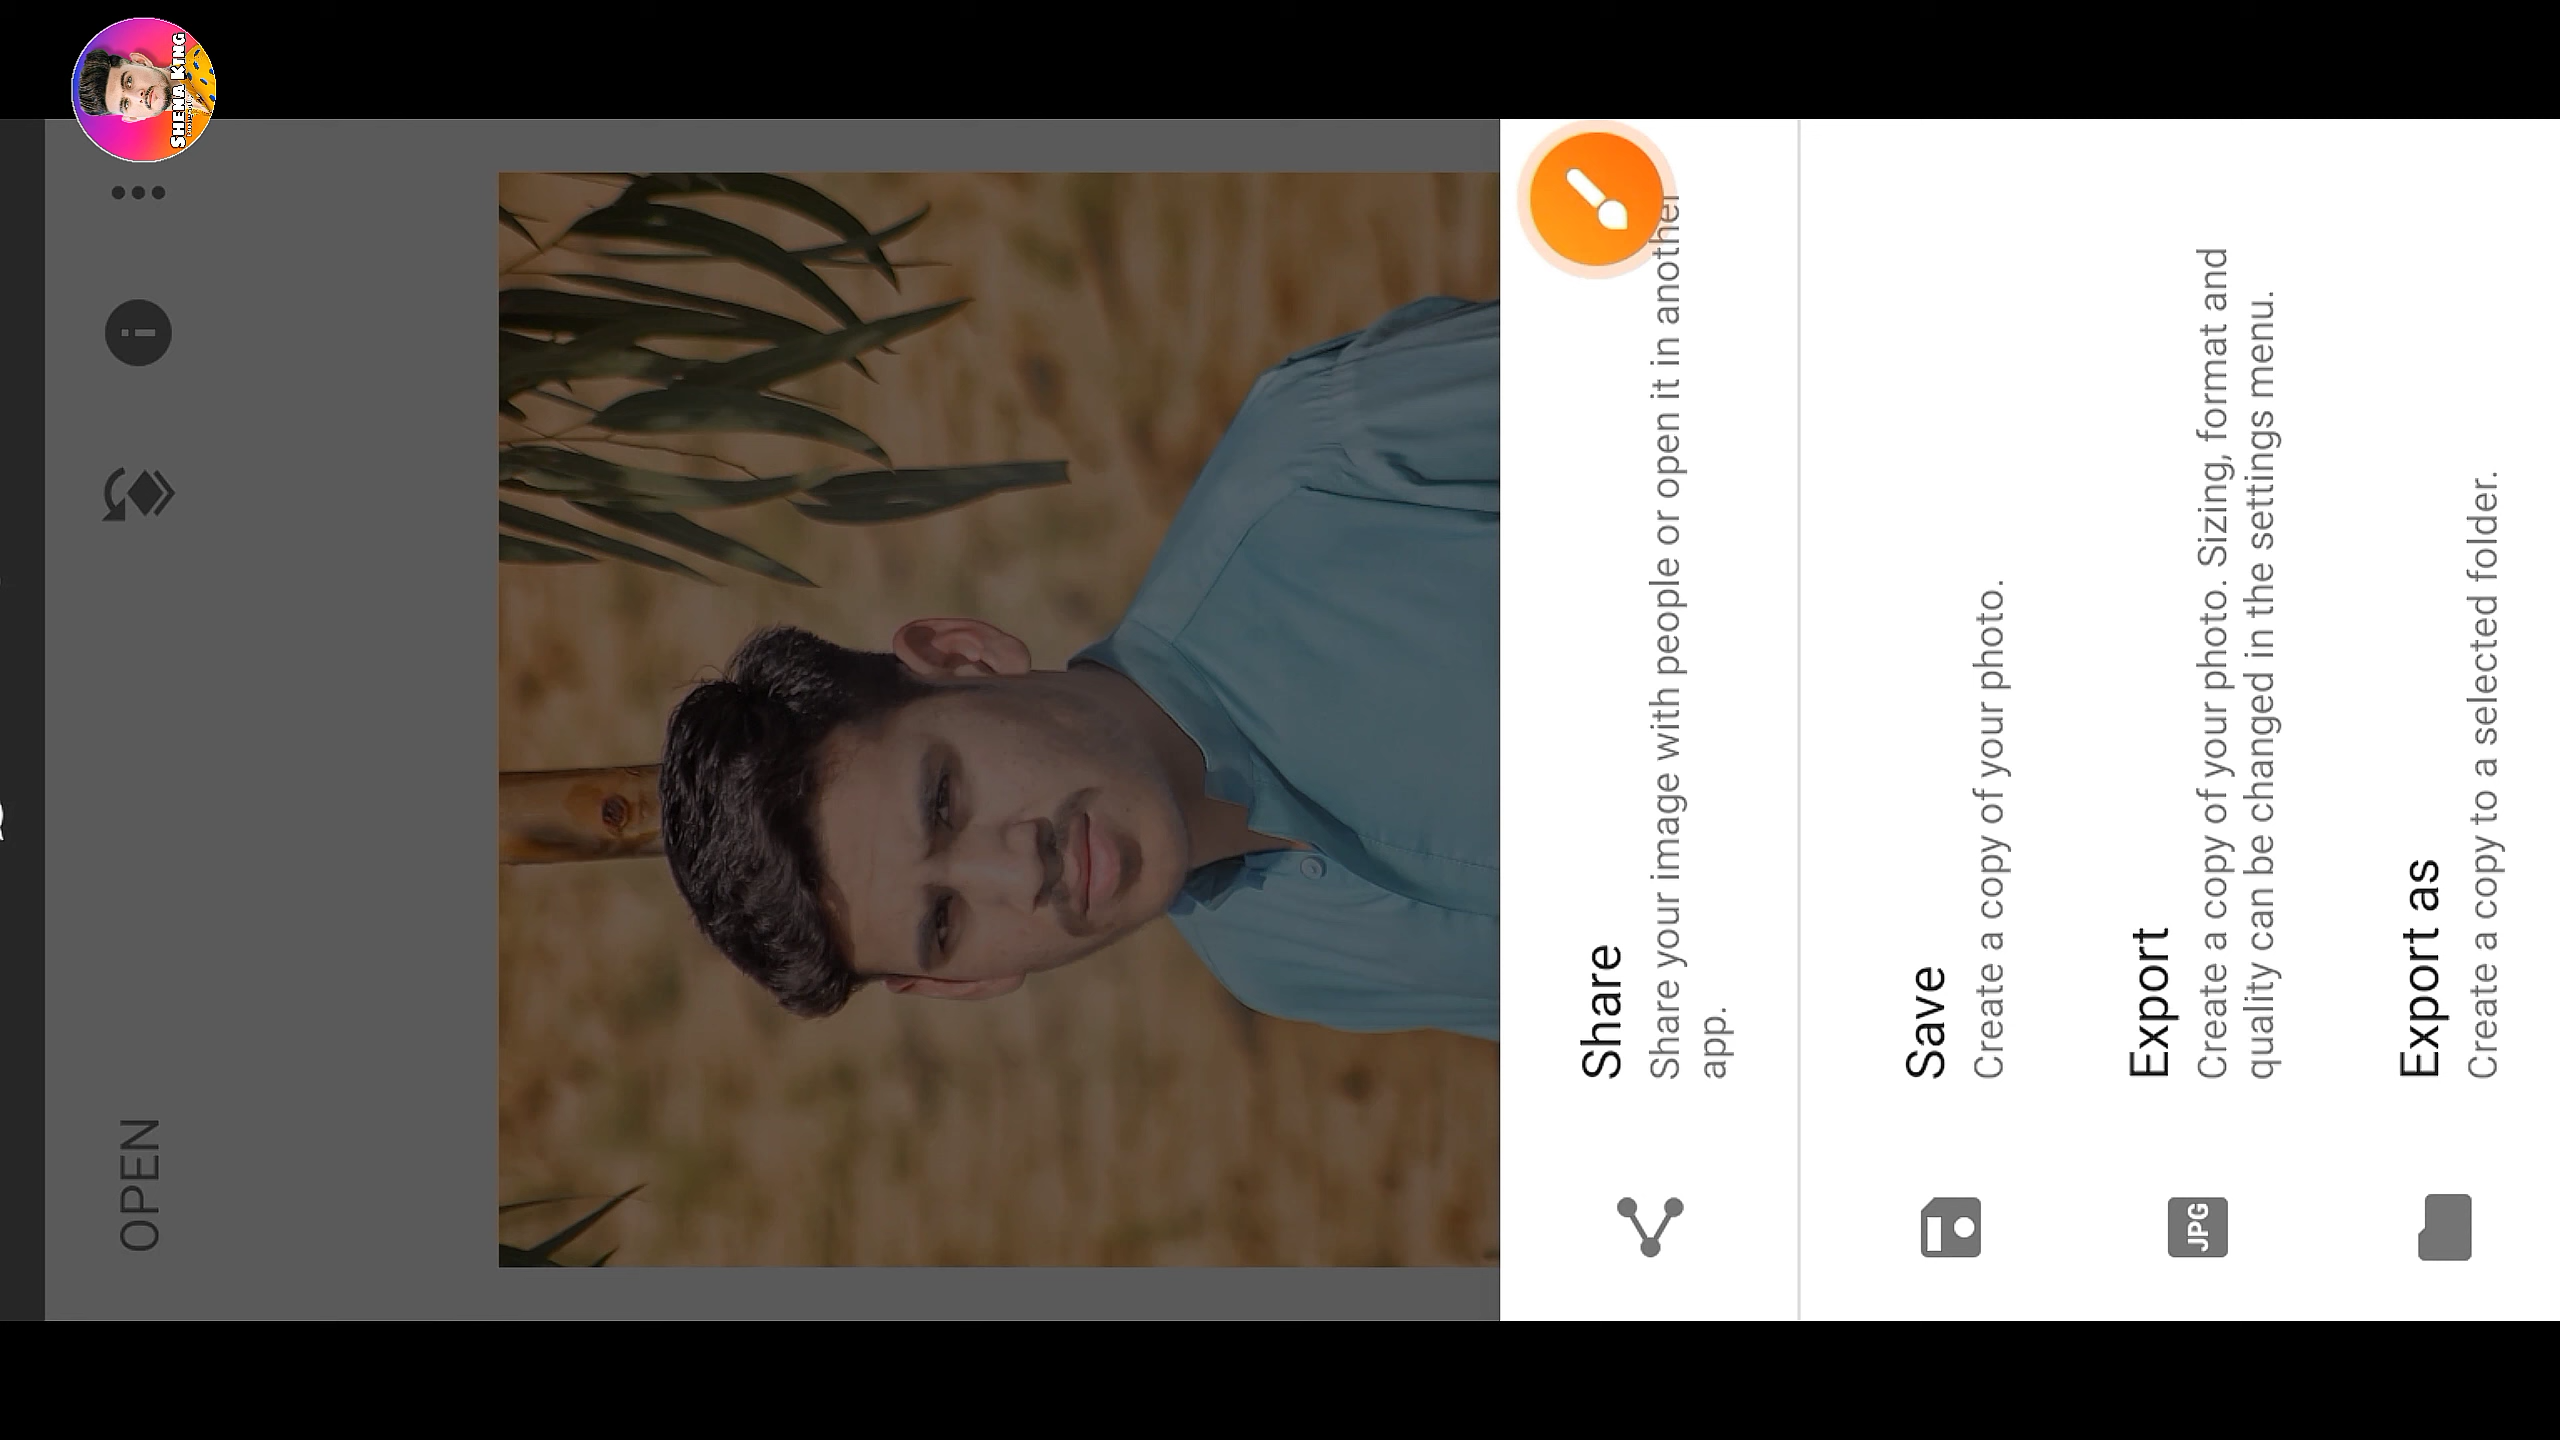 SHEMA KING
OPEN
Share
Share your image with people or open it in another
app.
Save
Create a copy of your photo.
Export
Create a copy of your photo. Sizing, format and
quality can be changed in the settings menu.
JPG
Export as
Create a copy to a selected folder.